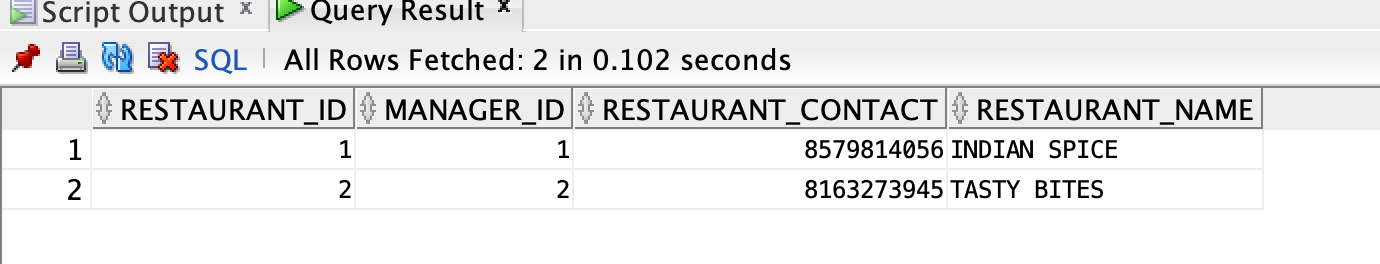 Script Output x Query Result x
SQL | All Rows Fetched: 2 in 0.102 seconds
RESTAURANT_ID MANAGER_ID RESTAURANT_CONTACT RESTAURANT_NAME
1 1 1 8579814056 INDIAN SPICE
2 2 2 8163273945 TASTY BITES